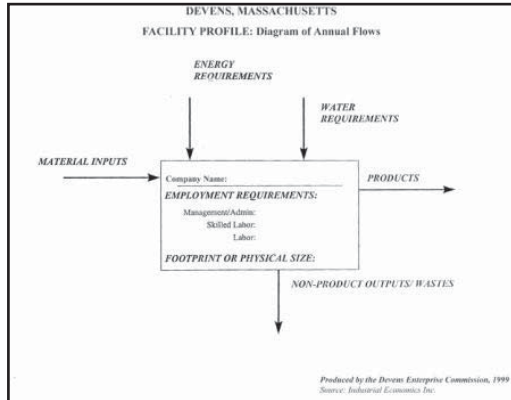 DEVENS, MASSACHUSETTS
FACILITY PROFILE: Diagram of Annual Flows
ENERGY
REQUIREMENTS
WATER
REQUIREMENTS
MATERIAL INPUTS
PRODUCTS
Company Name:
EMPLOYMENT REQUIREMENTS:
Management/Admin:
Skilled Labor:
Labor:
FOOTPRINT OR PHYSICAL SIZE:
NON-PRODUCT OUTPUTS/ WASTES
Produced by the Devens Enterprise Commission, 1999
Source: Industrial Economics Inc.